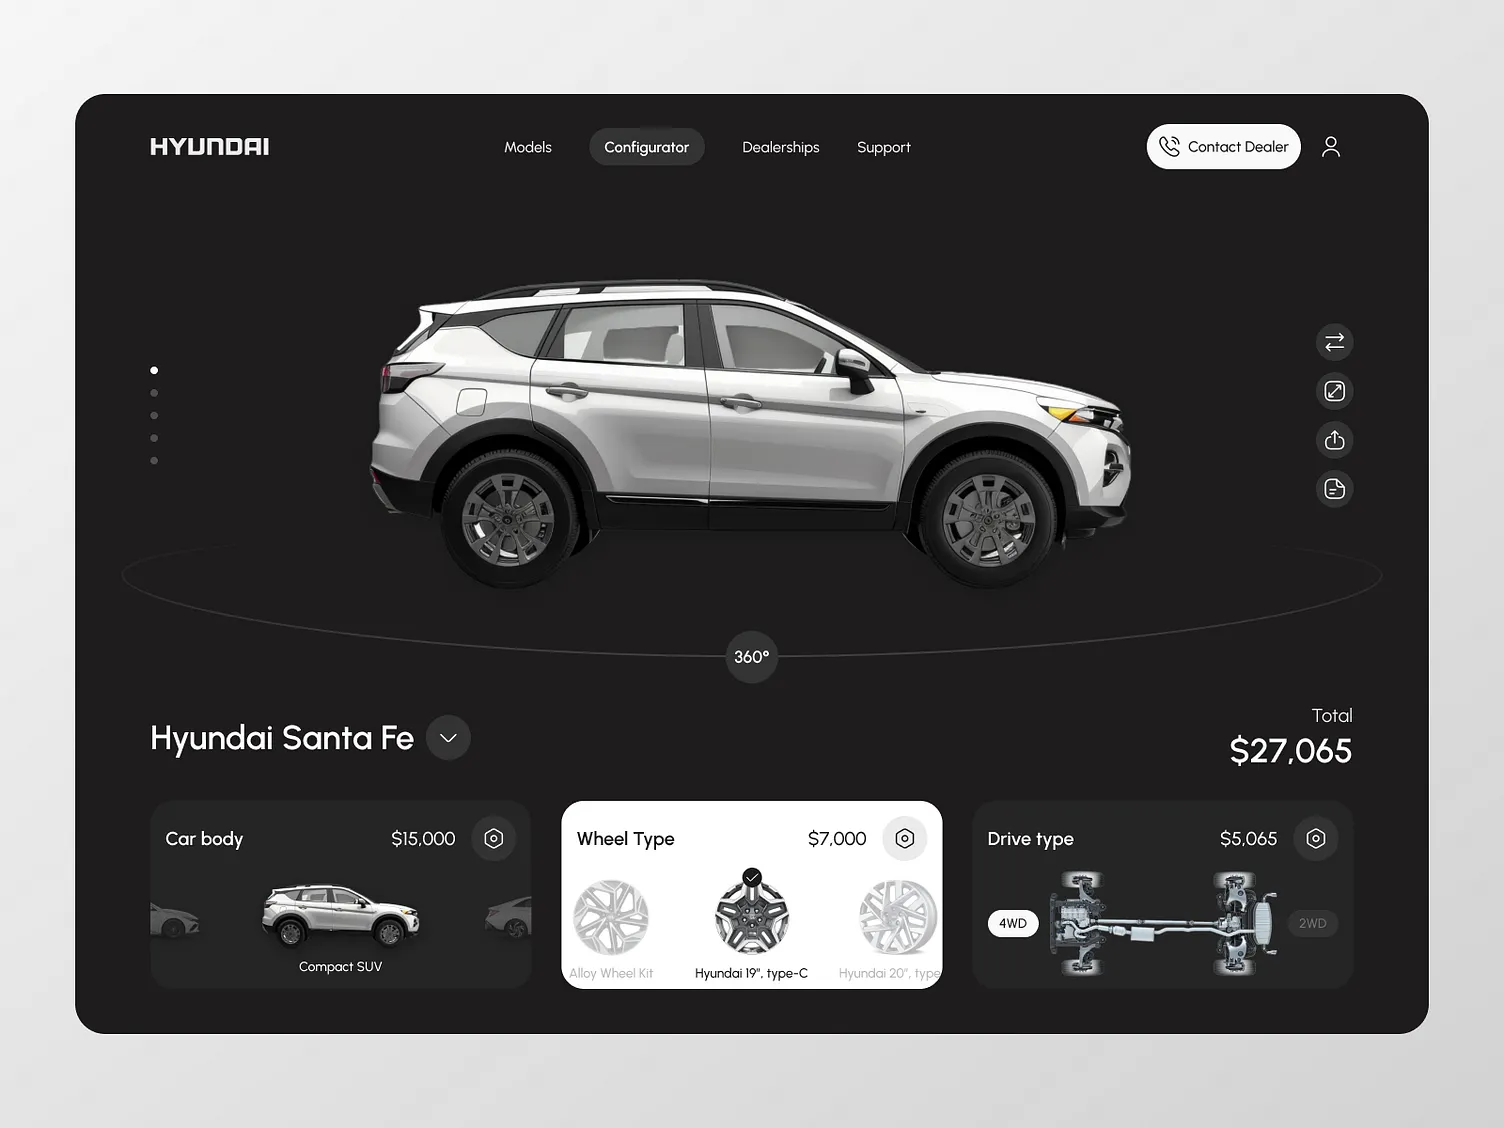 HYUNDAI
Models
Configurator
Dealerships
Support
Contact Dealer
360°
Hyundai Santa Fe
Total
$27,065
Car body
$15,000
Compact SUV
Wheel Type
$7,000
Alloy Wheel Kit
Hyundai 19", type-C
Hyundai 20", type
Drive type
$5,065
4WD
2WD